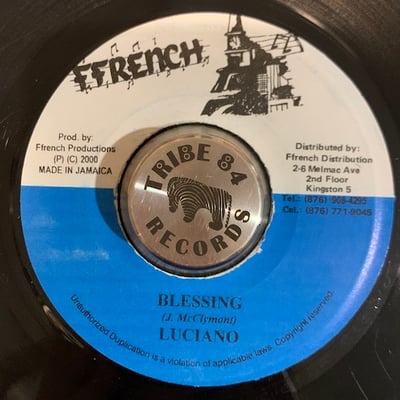 FFRENCH
Prod. by:
Ffrench Productions
(P) (C) 2000
MADE IN JAMAICA
Distributed by:
Ffrench Distribution
2-6 Melmac Ave
2nd Floor
Kingston 5
Tel.: (876) 908-4295
Cel.: (876) 771-9045
TRIBE 84
RECORDS
BLESSING
(J. McClymont)
LUCIANO
Unauthorized Duplication is a violation of applicable laws. Copyright reserved.